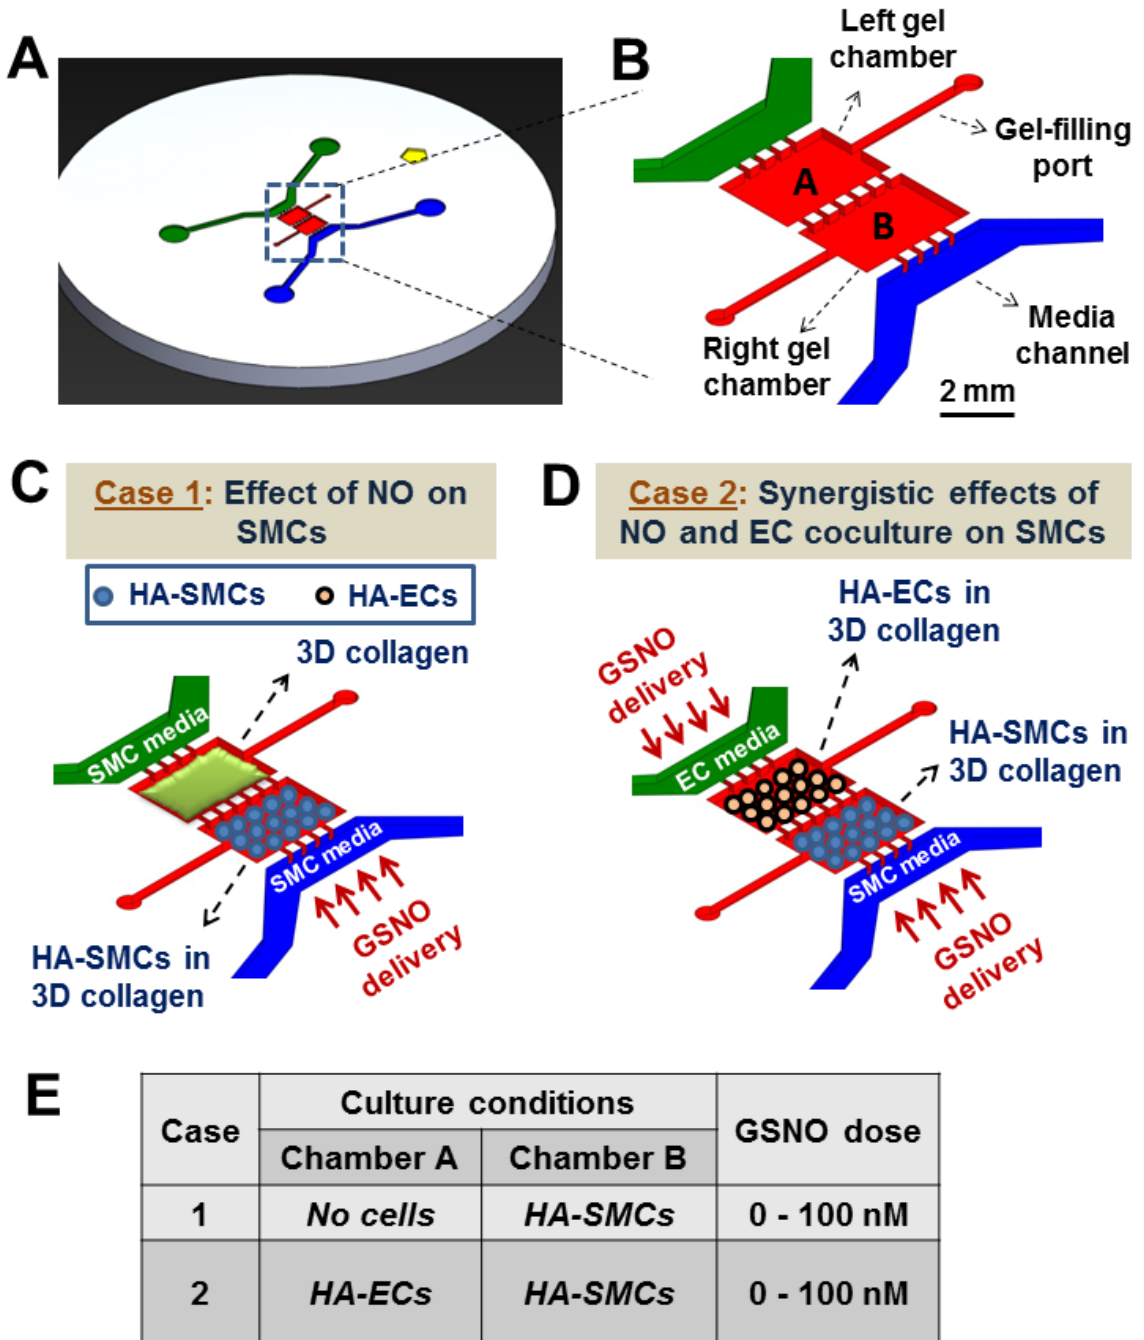 A
B
Left gel
chamber
Gel-filling
port
A
B
Right gel
chamber
Media
channel
2 mm
C
Case 1: Effect of NO on
SMCs
D
Case 2: Synergistic effects of
NO and EC coculture on SMCs
HA-SMCs
HA-ECs
3D collagen
SMC media
SMC media
HA-SMCs in
3D collagen
GSNO
delivery
HA-ECs in
3D collagen
GSNO
delivery
EC media
HA-SMCs in
3D collagen
SMC media
GSNO
delivery
E
Case
Culture conditions
GSNO dose
Chamber A
Chamber B
1
No cells
HA-SMCs
0 - 100 nM
2
HA-ECs
HA-SMCs
0 - 100 nM